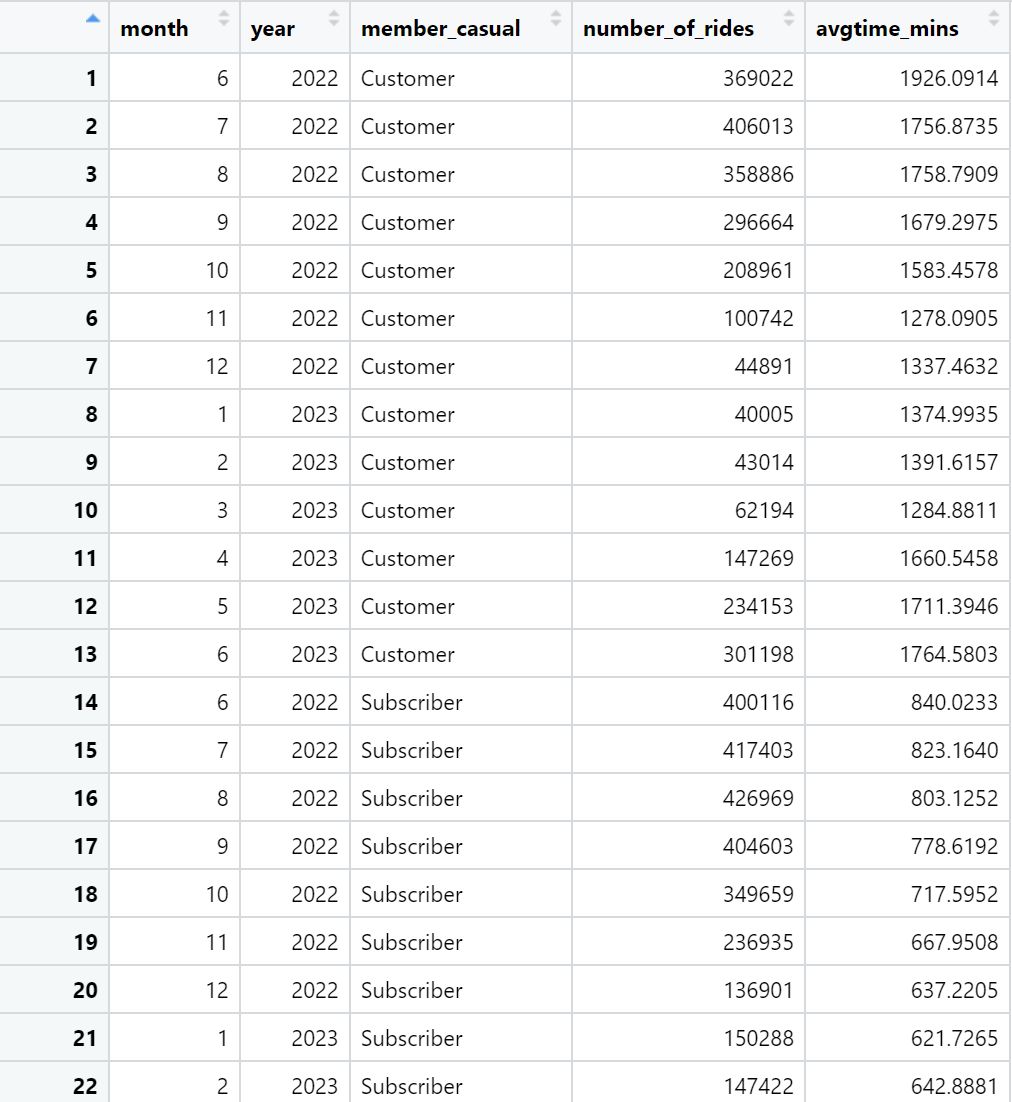 month year member_casual number_of_rides avgtime_mins
1 6 2022 Customer 369022 1926.0914
2 7 2022 Customer 406013 1756.8735
3 8 2022 Customer 358886 1758.7909
4 9 2022 Customer 296664 1679.2975
5 10 2022 Customer 208961 1583.4578
6 11 2022 Customer 100742 1278.0905
7 12 2022 Customer 44891 1337.4632
8 1 2023 Customer 40005 1374.9935
9 2 2023 Customer 43014 1391.6157
10 3 2023 Customer 62194 1284.8811
11 4 2023 Customer 147269 1660.5458
12 5 2023 Customer 234153 1711.3946
13 6 2023 Customer 301198 1764.5803
14 6 2022 Subscriber 400116 840.0233
15 7 2022 Subscriber 417403 823.1640
16 8 2022 Subscriber 426969 803.1252
17 9 2022 Subscriber 404603 778.6192
18 10 2022 Subscriber 349659 717.5952
19 11 2022 Subscriber 236935 667.9508
20 12 2022 Subscriber 136901 637.2205
21 1 2023 Subscriber 150288 621.7265
22 2 2023 Subscriber 147422 642.8881